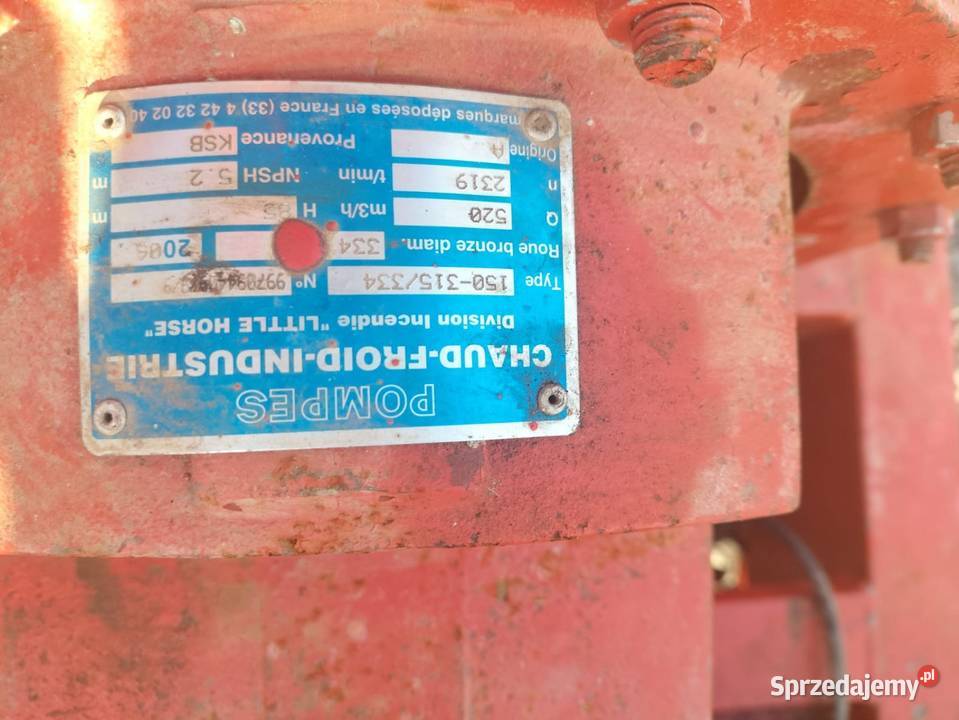 POMPES
CHAUD-FROID-INDUSTRIE
Division Incendie "LITTLE HORSE"
Type 150-315/334 N°
Roue bronze diam. 334 2006
Q 520 m3/h H m
n 2319 t/min NPSH 5.2 m
Origine A Provenance KSB
marques déposées en France (33) 4 42 32 02 40
Sprzedajemy.pl